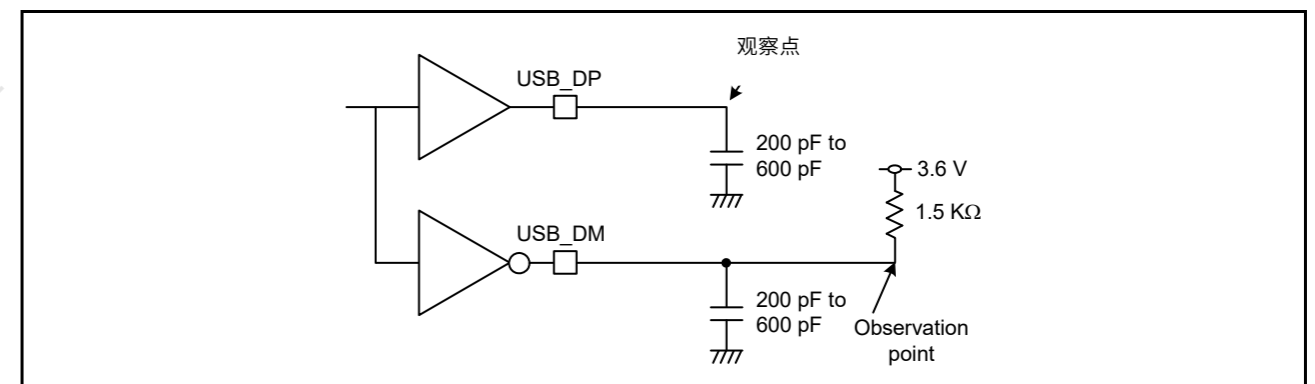 观察点
USB_DP
200 pF to
600 pF
3.6 V
1.5 KΩ
USB_DM
200 pF to
600 pF
Observation
point